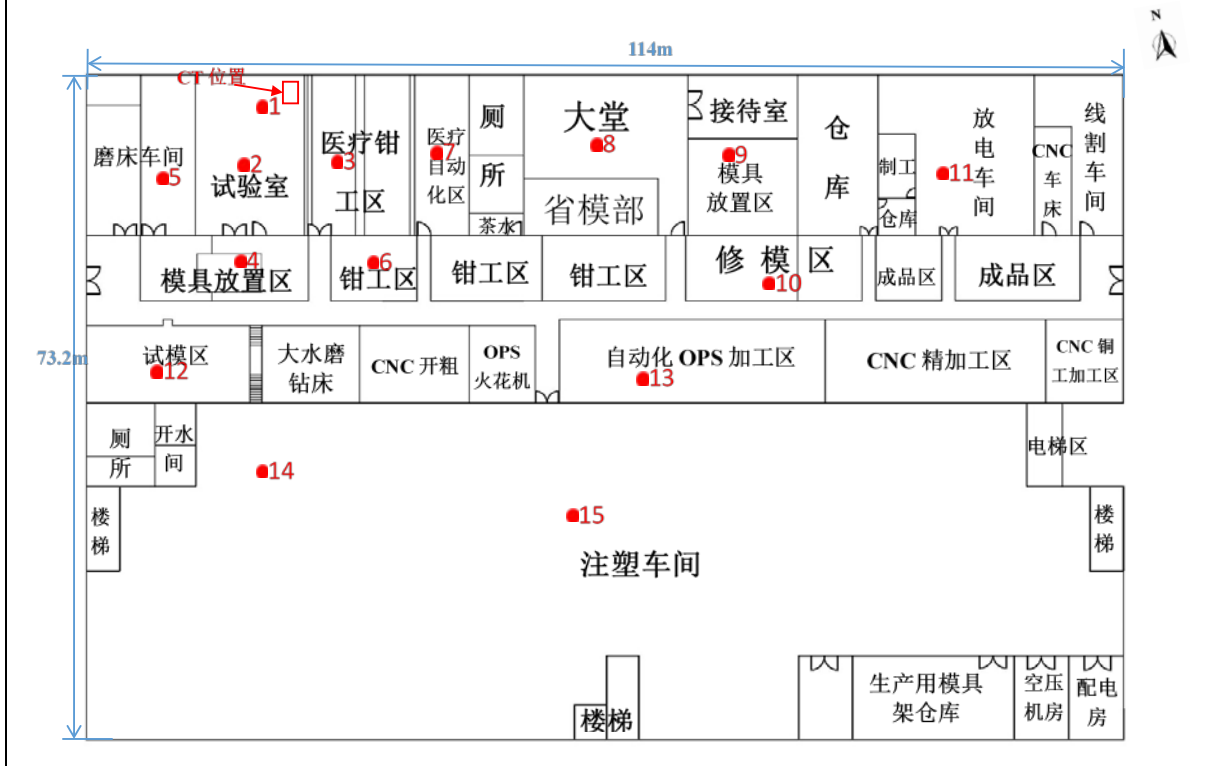 N
114m
CT 位置
1
磨床车间
5
2
试验室
医疗钳
3
工区
医疗
7
自动
化区
厕
所
茶水
大堂
8
省模部
接待室
9
模具
放置区
仓
库
制工
仓库
放
电
车
间
11
CNC
车
床
线
割
车
间
4
模具放置区
6
钳工区
钳工区
钳工区
修模区
10
成品区
成品区
73.2m
试模区
12
大水磨
钻床
CNC 开粗
OPS
火花机
自动化 OPS 加工区
13
CNC 精加工区
CNC 铜
工加工区
厕
所
开水
间
14
15
电梯区
楼
梯
楼
梯
注塑车间
楼梯
生产用模具
架仓库
空压
机房
配电
房